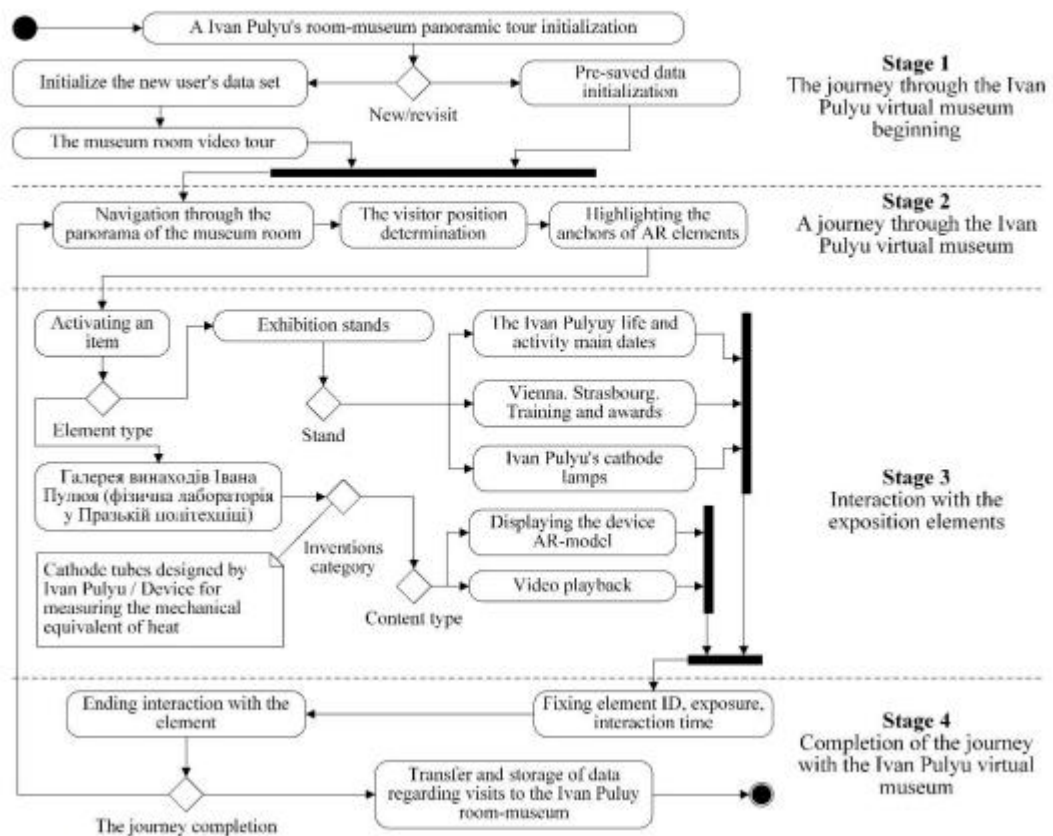 A Ivan Pulyu's room-museum panoramic tour initialization
Initialize the new user's data set
New/revisit
Pre-saved data
initialization
The museum room video tour
Stage 1
The journey through the Ivan
Pulyu virtual museum
beginning
Navigation through the
panorama of the museum room
The visitor position
determination
Highlighting the
anchors of AR elements
Stage 2
A journey through the Ivan
Pulyu virtual museum
Activating an
item
Element type
Exhibition stands
Stand
The Ivan Pulyuy life and
activity main dates
Vienna. Strasbourg.
Training and awards
Ivan Pulyu's cathode
lamps
Галерея винаходів Івана
Пулюя (фізична лабораторія
у Празькій політехніці)
Inventions
category
Cathode tubes designed by
Ivan Pulyu / Device for
measuring the mechanical
equivalent of heat
Content type
Displaying the device
AR-model
Video playback
Stage 3
Interaction with the
exposition elements
Ending interaction with the
element
Fixing element ID, exposure,
interaction time
The journey completion
Transfer and storage of data
regarding visits to the Ivan Puluy
room-museum
Stage 4
Completion of the journey
with the Ivan Pulyu virtual
museum